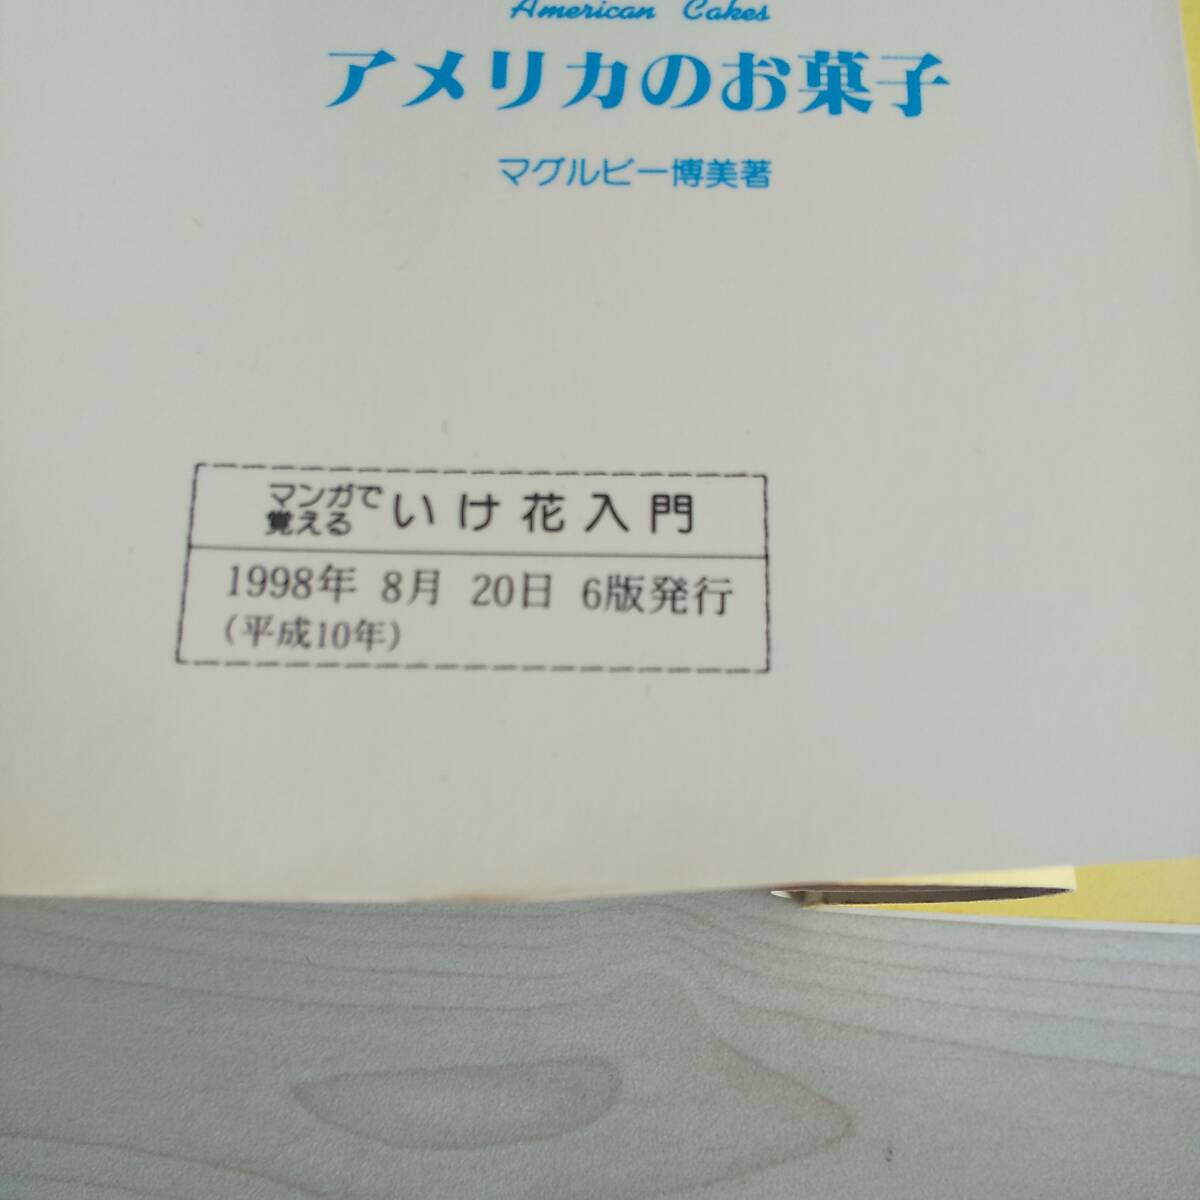 American Cakes
アメリカのお菓子
マグルビー博美著
マンガで覚える いけ花入門
1998年 8月 20日 6版発行
(平成10年)